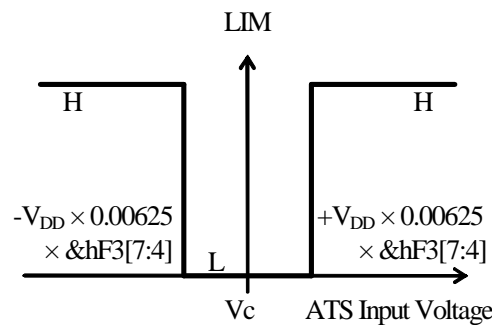 LIM
H
H
-V_DD × 0.00625
× &hF3[7:4]
+V_DD × 0.00625
× &hF3[7:4]
L
Vc
ATS Input Voltage